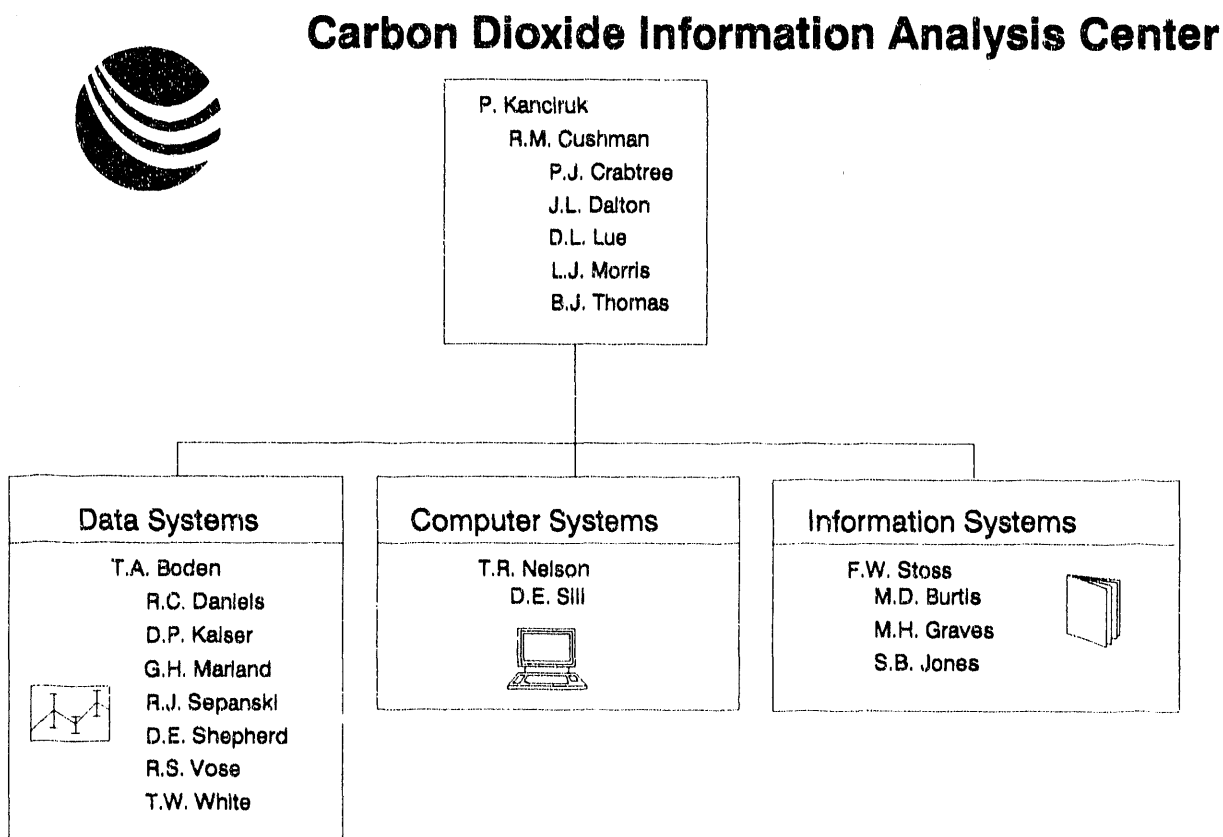 Carbon Dioxide Information Analysis Center
P. Kanciruk
R.M. Cushman
P.J. Crabtree
J.L. Dalton
D.L. Lue
L.J. Morris
B.J. Thomas
Data Systems
T.A. Boden
R.C. Daniels
D.P. Kaiser
G.H. Marland
R.J. Sepanski
D.E. Shepherd
R.S. Vose
T.W. White
Computer Systems
T.R. Nelson
D.E. Sill
Information Systems
F.W. Stoss
M.D. Burtis
M.H. Graves
S.B. Jones